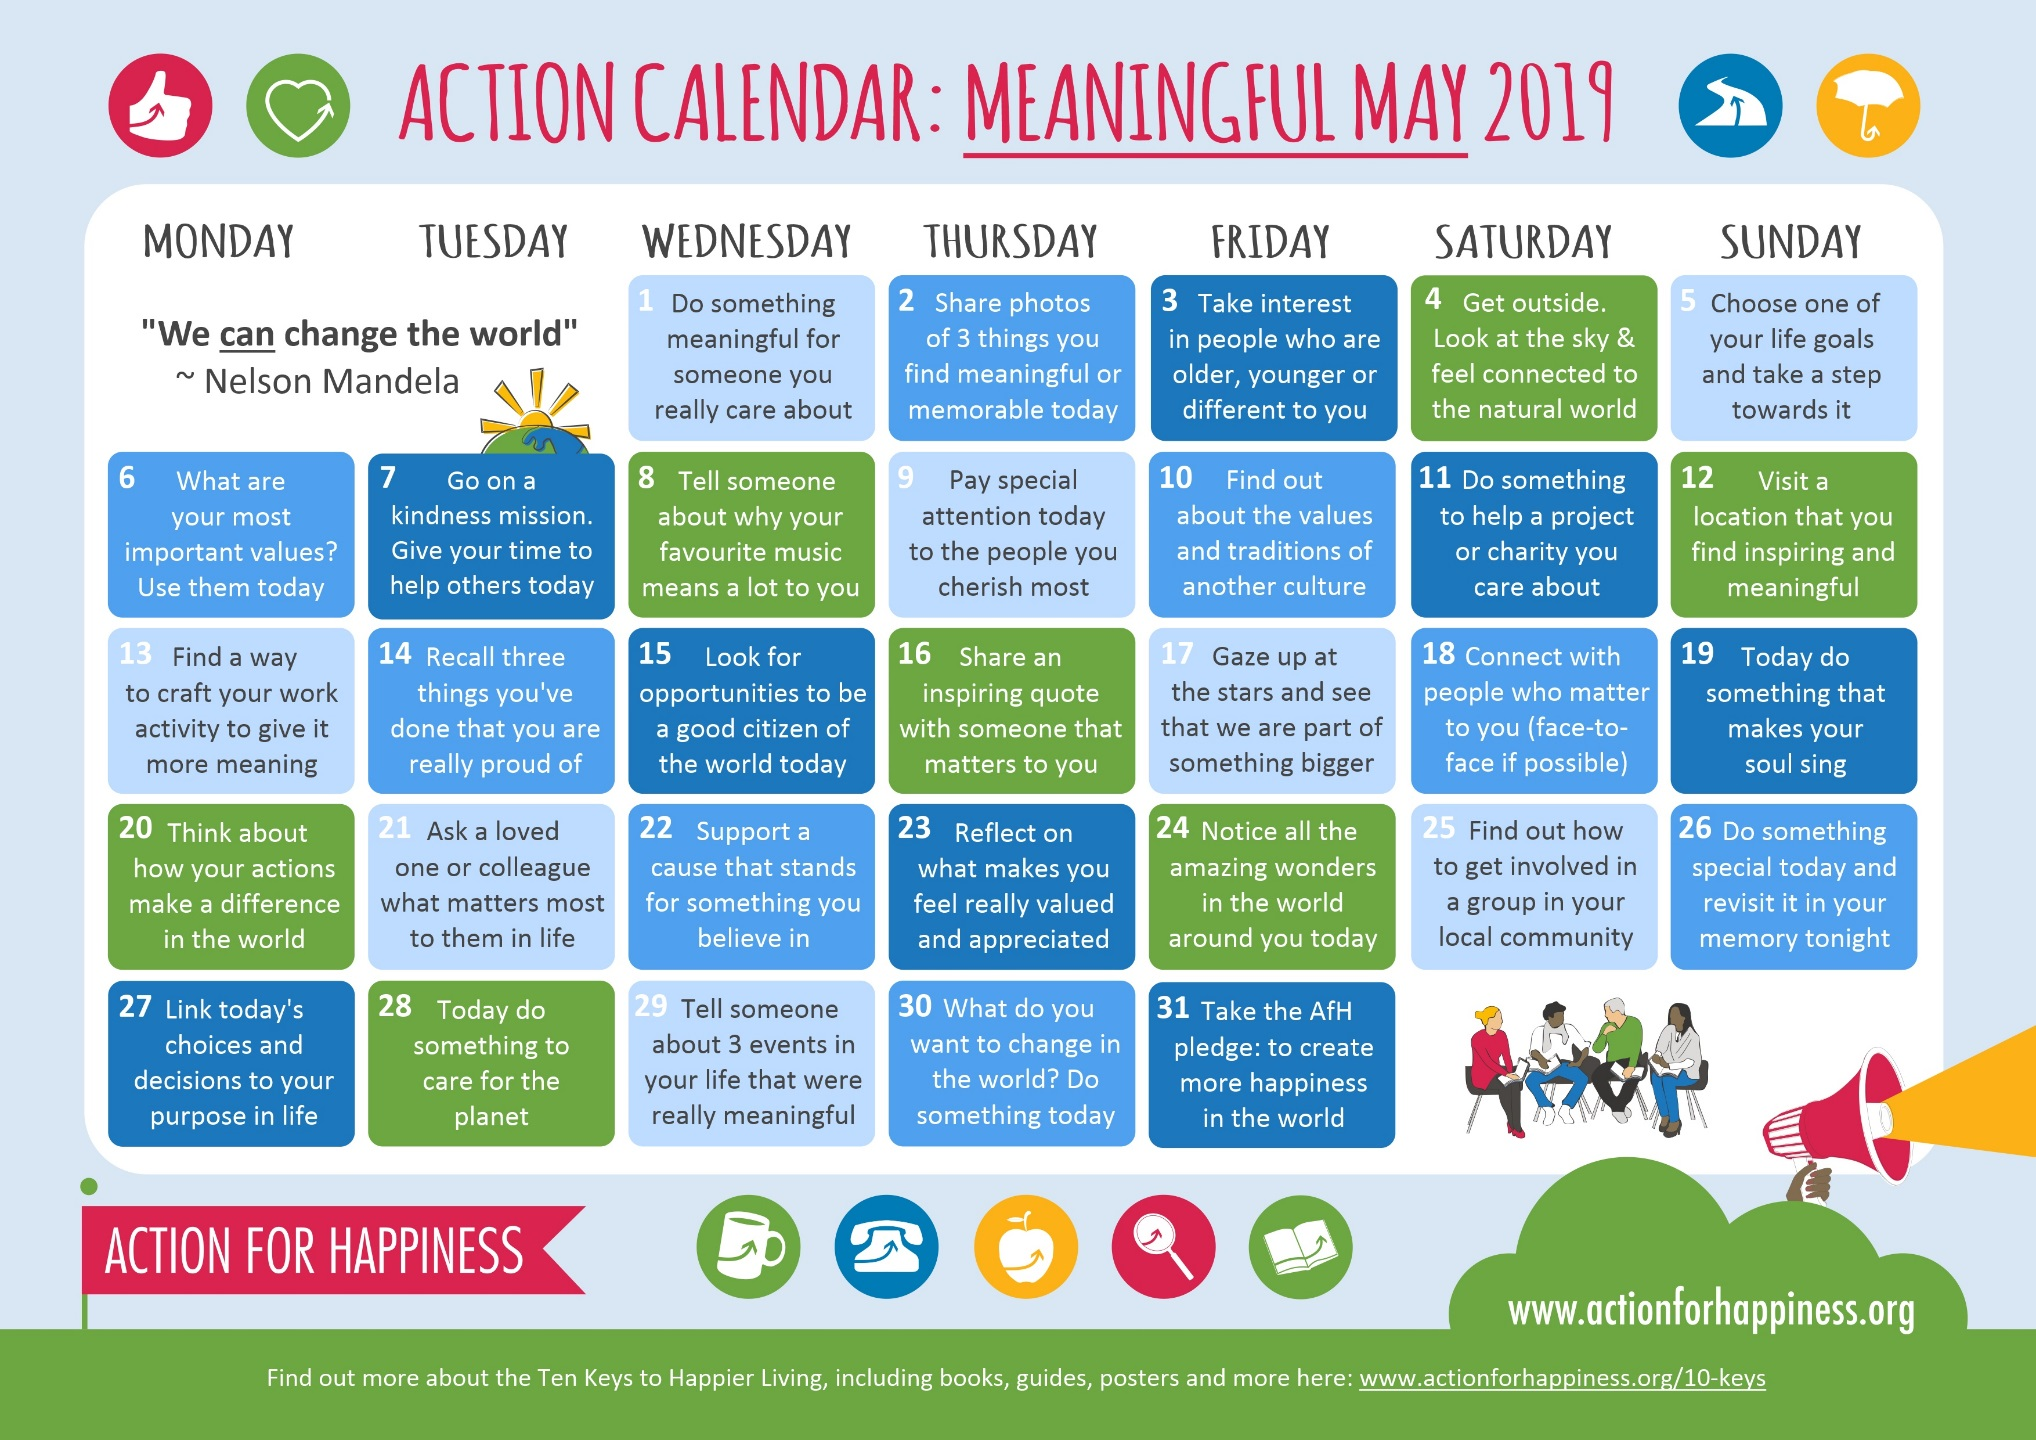 ACTION CALENDAR: MEANINGFUL MAY 2019
MONDAY
TUESDAY
WEDNESDAY
THURSDAY
FRIDAY
SATURDAY
SUNDAY
"We can change the world"
~ Nelson Mandela
1 Do something
meaningful for
someone you
really care about
2 Share photos
of 3 things you
find meaningful or
memorable today
3 Take interest
in people who are
older, younger or
different to you
4 Get outside.
Look at the sky &
feel connected to
the natural world
5 Choose one of
your life goals
and take a step
towards it
6 What are
your most
important values?
Use them today
7 Go on a
kindness mission.
Give your time to
help others today
8 Tell someone
about why your
favourite music
means a lot to you
9 Pay special
attention today
to the people you
cherish most
10 Find out
about the values
and traditions of
another culture
11 Do something
to help a project
or charity you
care about
12 Visit a
location that you
find inspiring and
meaningful
13 Find a way
to craft your work
activity to give it
more meaning
14 Recall three
things you've
done that you are
really proud of
15 Look for
opportunities to be
a good citizen of
the world today
16 Share an
inspiring quote
with someone that
matters to you
17 Gaze up at
the stars and see
that we are part of
something bigger
18 Connect with
people who matter
to you (face-to-
face if possible)
19 Today do
something that
makes your
soul sing
20 Think about
how your actions
make a difference
in the world
21 Ask a loved
one or colleague
what matters most
to them in life
22 Support a
cause that stands
for something you
believe in
23 Reflect on
what makes you
feel really valued
and appreciated
24 Notice all the
amazing wonders
in the world
around you today
25 Find out how
to get involved in
a group in your
local community
26 Do something
special today and
revisit it in your
memory tonight
27 Link today's
choices and
decisions to your
purpose in life
28 Today do
something to
care for the
planet
29 Tell someone
about 3 events in
your life that were
really meaningful
30 What do you
want to change in
the world? Do
something today
31 Take the AfH
pledge: to create
more happiness
in the world
ACTION FOR HAPPINESS
www.actionforhappiness.org
Find out more about the Ten Keys to Happier Living, including books, guides, posters and more here: www.actionforhappiness.org/10-keys